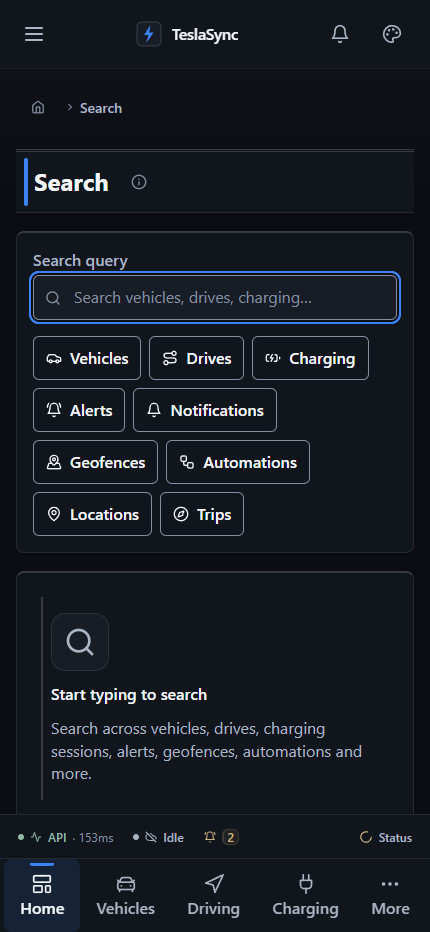 TeslaSync
Search
Search
Search query
Search vehicles, drives, charging...
Vehicles
Drives
Charging
Alerts
Notifications
Geofences
Automations
Locations
Trips
Start typing to search
Search across vehicles, drives, charging
sessions, alerts, geofences, automations and
more.
API · 153ms
Idle
2
Status
Home
Vehicles
Driving
Charging
More